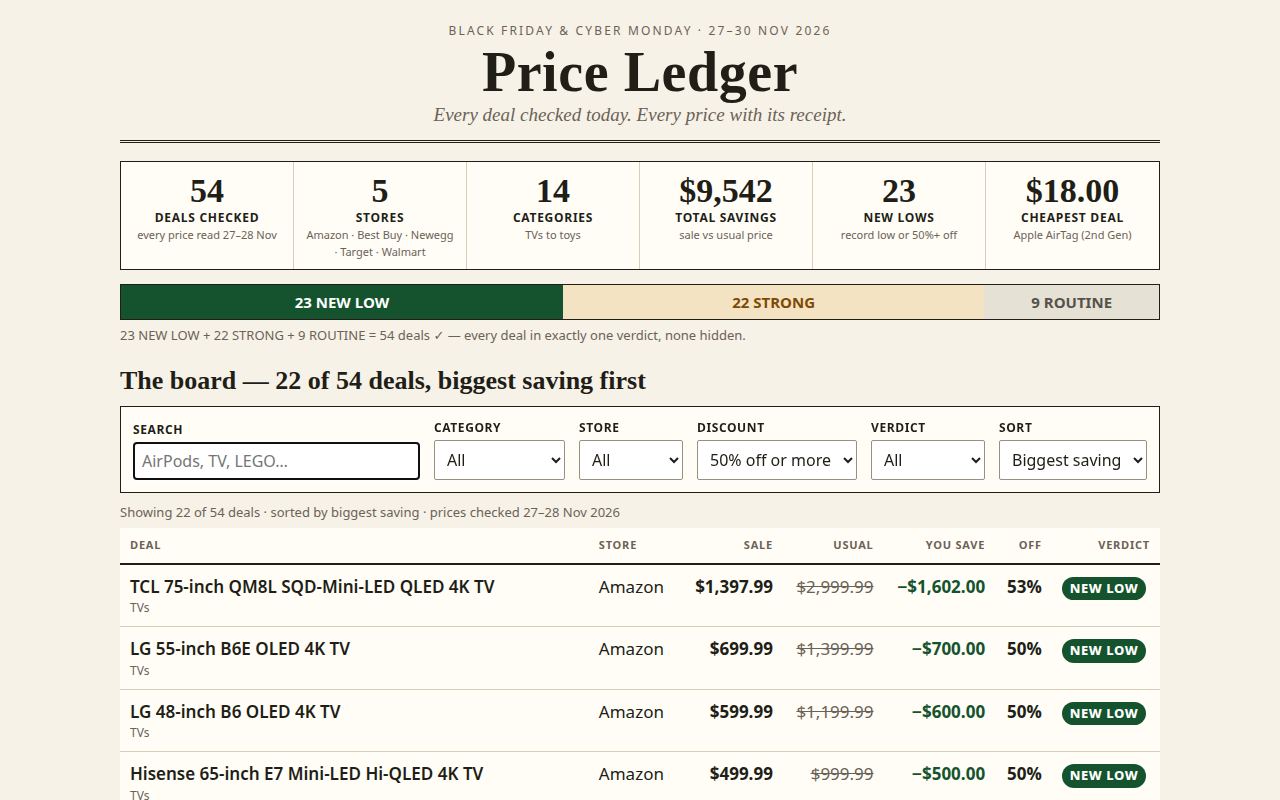 BLACK FRIDAY & CYBER MONDAY · 27–30 NOV 2026
Price Ledger
Every deal checked today. Every price with its receipt.
54
DEALS CHECKED
every price read 27–28 Nov
5
STORES
Amazon · Best Buy · Newegg
· Target · Walmart
14
CATEGORIES
TVs to toys
$9,542
TOTAL SAVINGS
sale vs usual price
23
NEW LOWS
record low or 50%+ off
$18.00
CHEAPEST DEAL
Apple AirTag (2nd Gen)
23 NEW LOW 22 STRONG 9 ROUTINE
23 NEW LOW + 22 STRONG + 9 ROUTINE = 54 deals ✓ — every deal in exactly one verdict, none hidden.
The board — 22 of 54 deals, biggest saving first
SEARCH CATEGORY STORE DISCOUNT VERDICT SORT
AirPods, TV, LEGO... All All 50% off or more All Biggest saving
Showing 22 of 54 deals · sorted by biggest saving · prices checked 27–28 Nov 2026
DEAL STORE SALE USUAL YOU SAVE OFF VERDICT
TCL 75-inch QM8L SQD-Mini-LED QLED 4K TV Amazon $1,397.99 $2,999.99 −$1,602.00 53% NEW LOW
TVs
LG 55-inch B6E OLED 4K TV Amazon $699.99 $1,399.99 −$700.00 50% NEW LOW
TVs
LG 48-inch B6 OLED 4K TV Amazon $599.99 $1,199.99 −$600.00 50% NEW LOW
TVs
Hisense 65-inch E7 Mini-LED Hi-QLED 4K TV Amazon $499.99 $999.99 −$500.00 50% NEW LOW
TVs